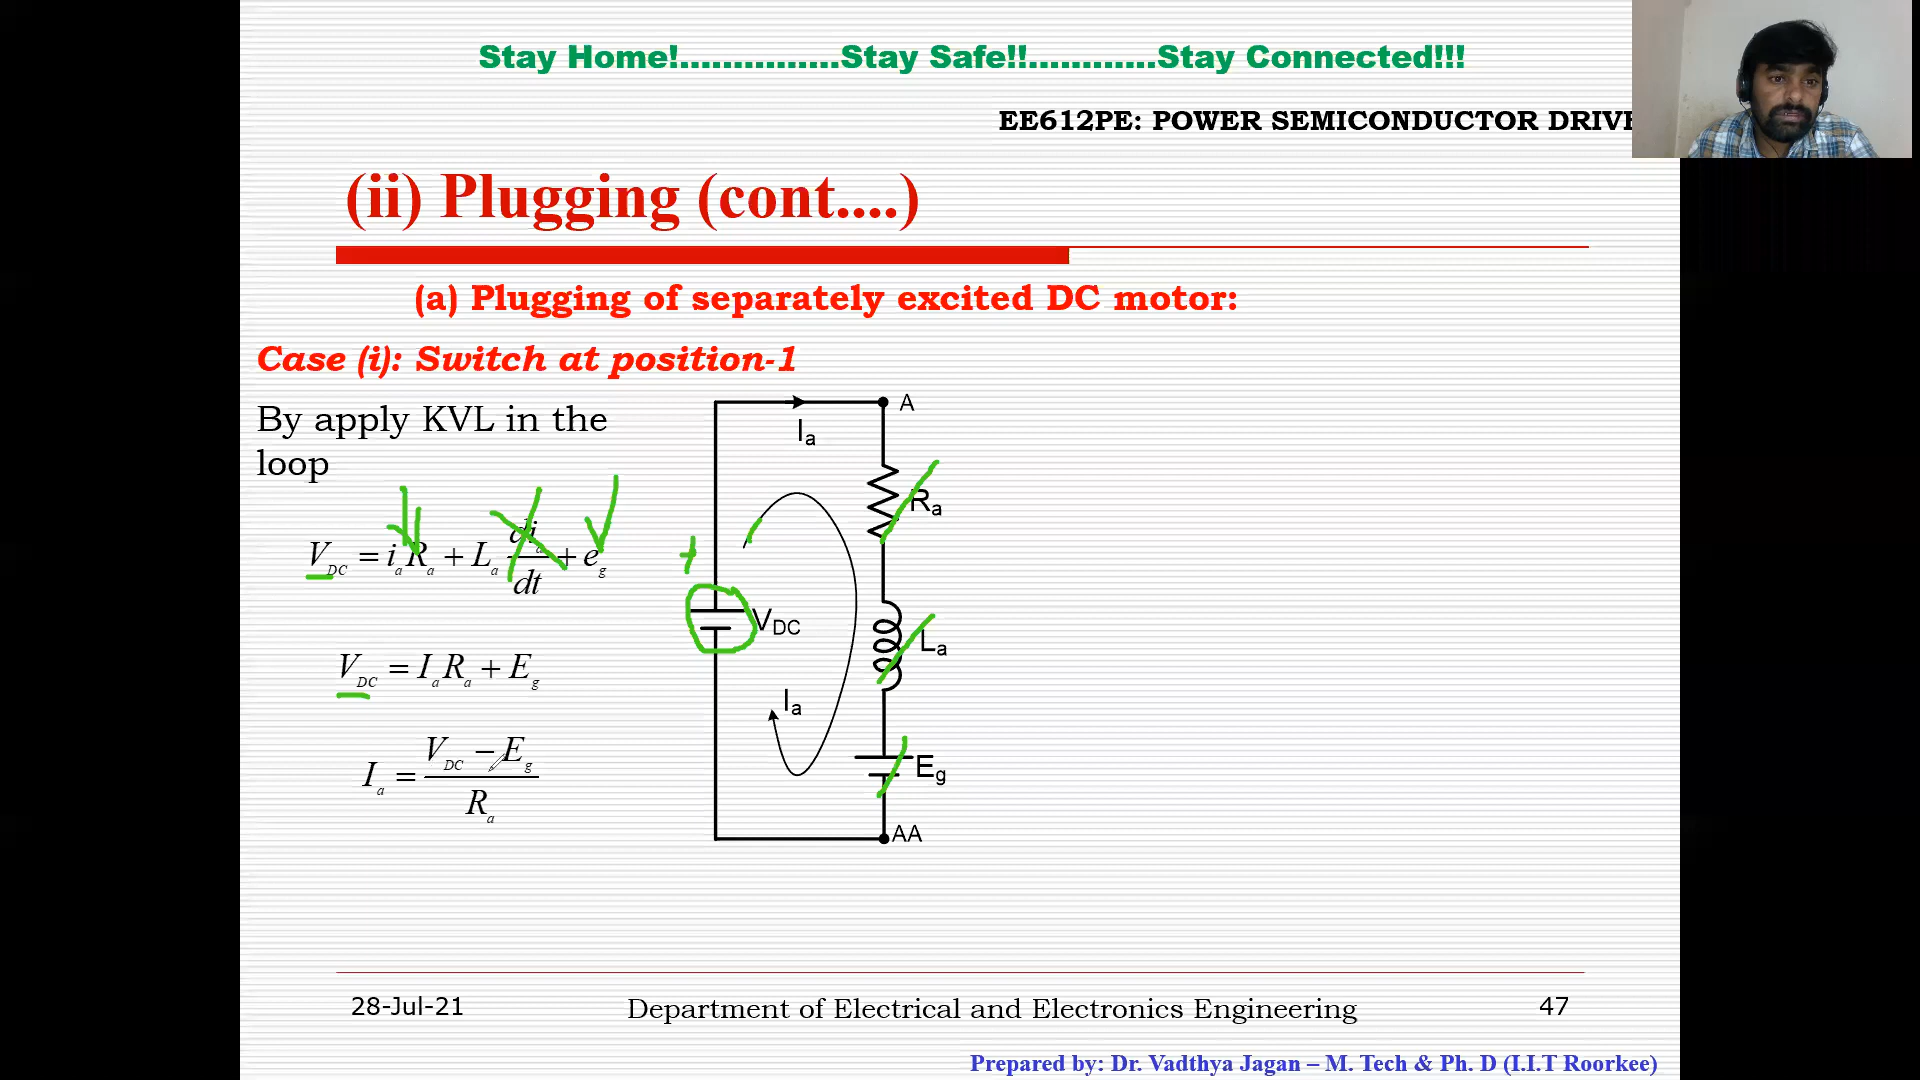 Stay Home!...............Stay Safe!!............Stay Connected!!!
EE612PE: POWER SEMICONDUCTOR DRIVE
(ii) Plugging (cont....)
(a) Plugging of separately excited DC motor:
Case (i): Switch at position-1
By apply KVL in the
loop
V_DC = i_a R_a + L_a di_a/dt + e_g
V_DC = I_a R_a + E_g
I_a = (V_DC − E_g)/R_a
A
I_a
R_a
+
V_DC
L_a
I_a
E_g
AA
28-Jul-21
Department of Electrical and Electronics Engineering
47
Prepared by: Dr. Vadthya Jagan – M. Tech & Ph. D (I.I.T Roorkee)